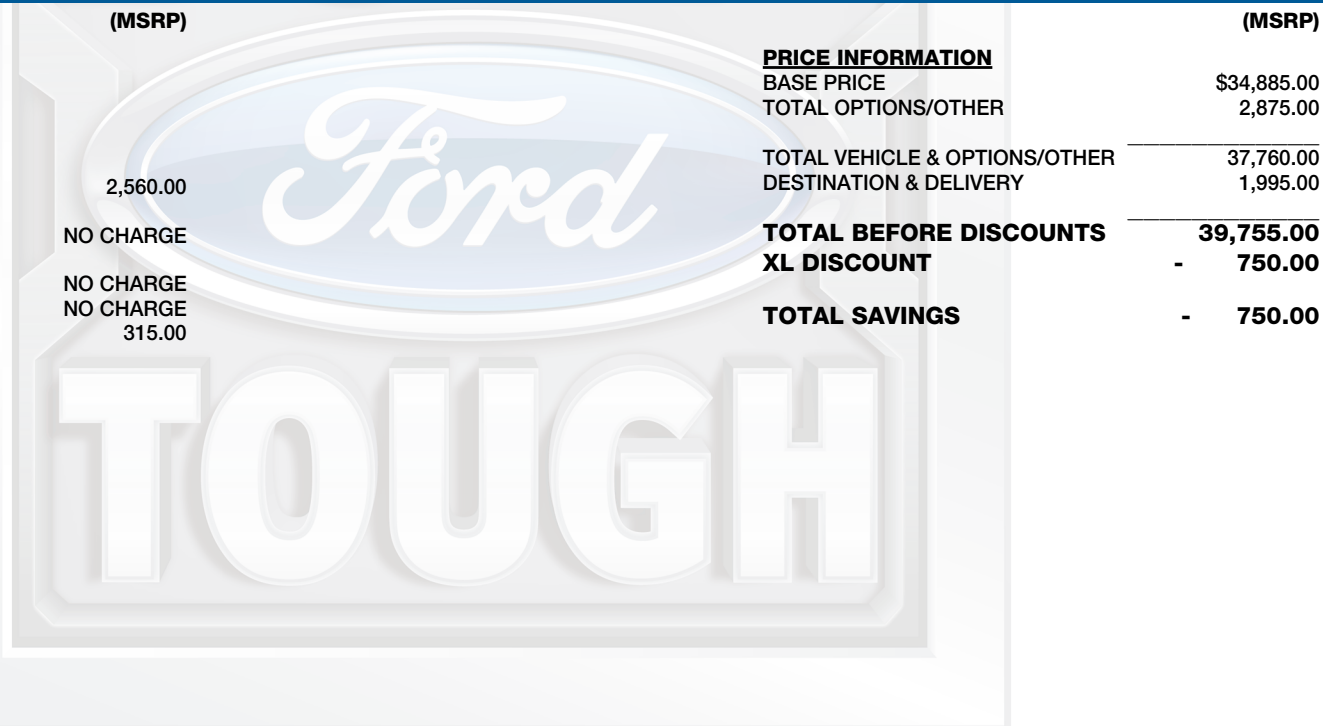 (MSRP)
2,560.00
NO CHARGE
NO CHARGE
NO CHARGE
315.00
Ford
TOUGH
(MSRP)
PRICE INFORMATION
BASE PRICE $34,885.00
TOTAL OPTIONS/OTHER 2,875.00
TOTAL VEHICLE & OPTIONS/OTHER 37,760.00
DESTINATION & DELIVERY 1,995.00
TOTAL BEFORE DISCOUNTS 39,755.00
XL DISCOUNT - 750.00
TOTAL SAVINGS - 750.00